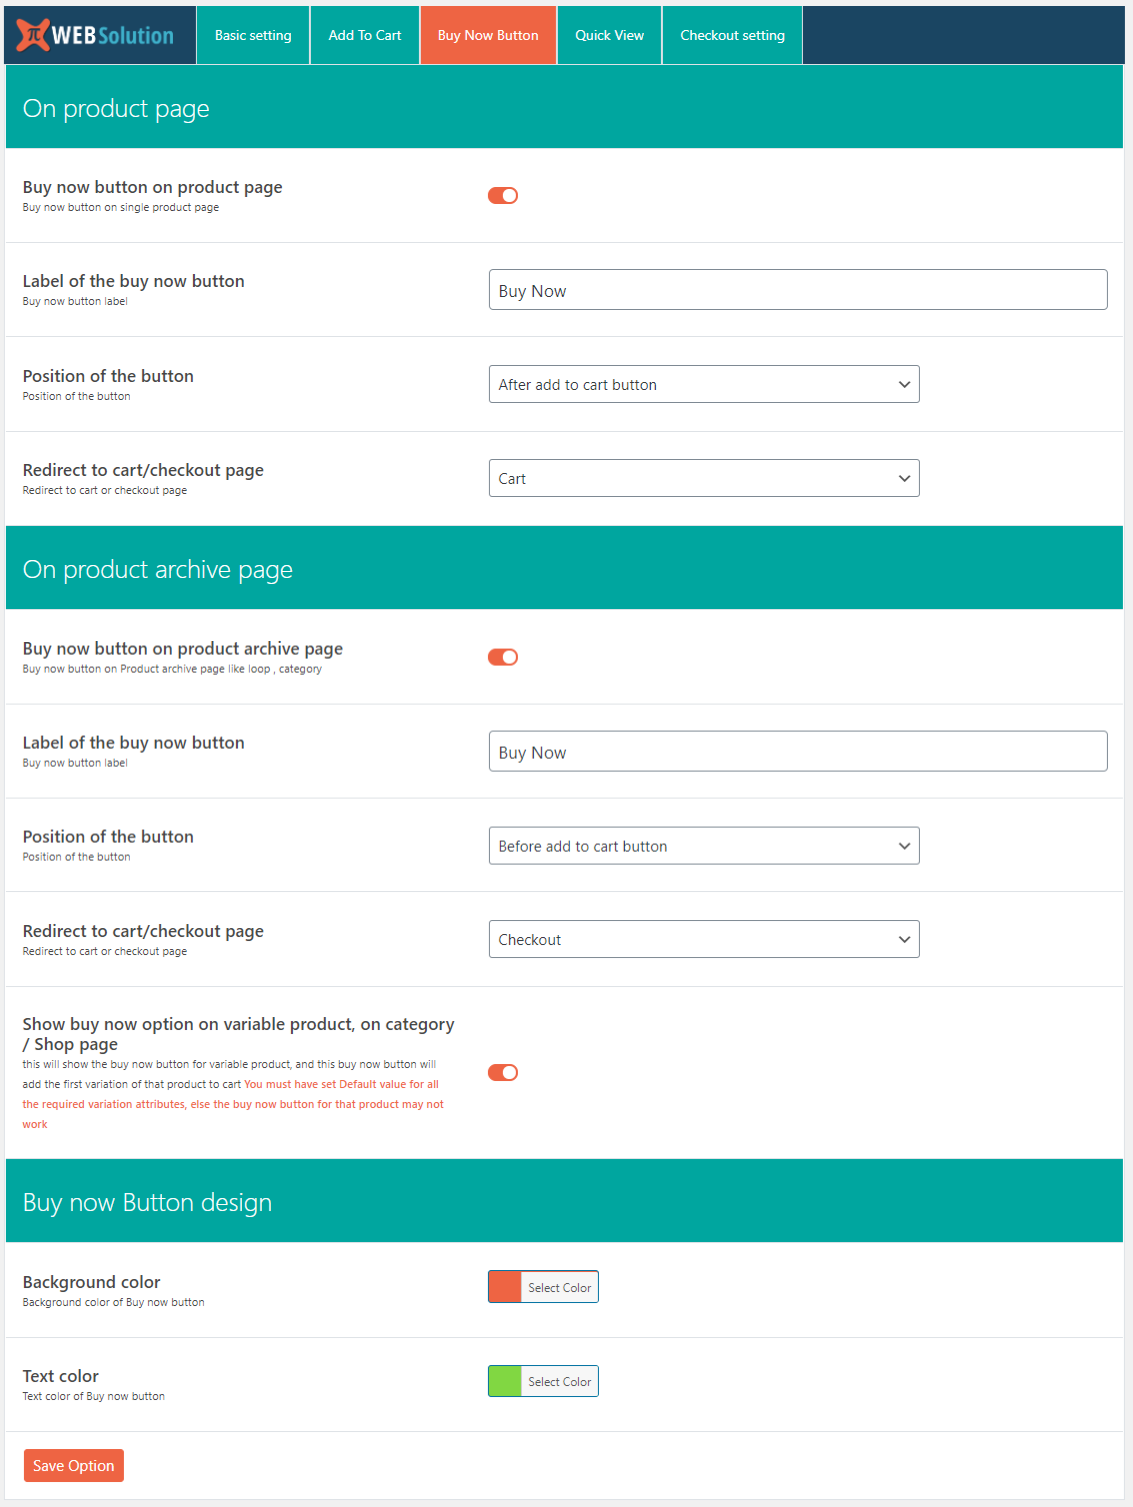 π WEBSolution
Basic setting
Add To Cart
Buy Now Button
Quick View
Checkout setting
On product page
Buy now button on product page
Buy now button on single product page
Label of the buy now button
Buy now button label
Buy Now
Position of the button
Position of the button
After add to cart button
Redirect to cart/checkout page
Redirect to cart or checkout page
Cart
On product archive page
Buy now button on product archive page
Buy now button on Product archive page like loop , category
Label of the buy now button
Buy now button label
Buy Now
Position of the button
Position of the button
Before add to cart button
Redirect to cart/checkout page
Redirect to cart or checkout page
Checkout
Show buy now option on variable product, on category
/ Shop page
this will show the buy now button for variable product, and this buy now button will
add the first variation of that product to cart You must have set Default value for all
the required variation attributes, else the buy now button for that product may not
work
Buy now Button design
Background color
Background color of Buy now button
Select Color
Text color
Text color of Buy now button
Select Color
Save Option